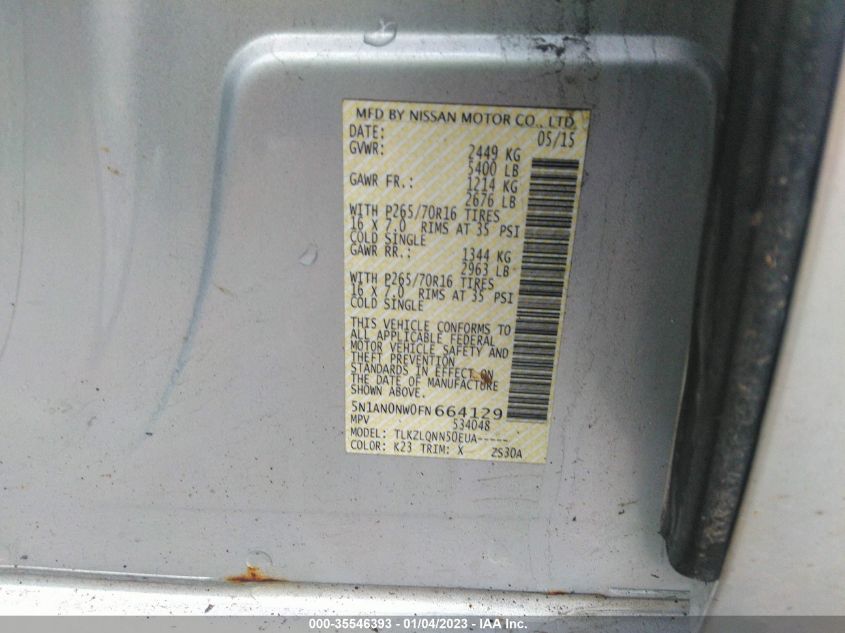 MFD BY NISSAN MOTOR CO., LTD.
DATE: 05/15
GVWR: 2449 KG
5400 LB
GAWR FR.: 1214 KG
2676 LB
WITH P265/70R16 TIRES
16 X 7.0 RIMS AT 35 PSI
COLD SINGLE
GAWR RR.: 1344 KG
2963 LB
WITH P265/70R16 TIRES
16 X 7.0 RIMS AT 35 PSI
COLD SINGLE
THIS VEHICLE CONFORMS TO
ALL APPLICABLE FEDERAL
MOTOR VEHICLE SAFETY AND
THEFT PREVENTION
STANDARDS IN EFFECT ON
THE DATE OF MANUFACTURE
SHOWN ABOVE.
5N1AN0NW0FN664129
MPV 534048
MODEL: TLKZLQNN50EUA-----
COLOR: K23 TRIM: X ZS30A
000-35546393 - 01/04/2023 - IAA Inc.